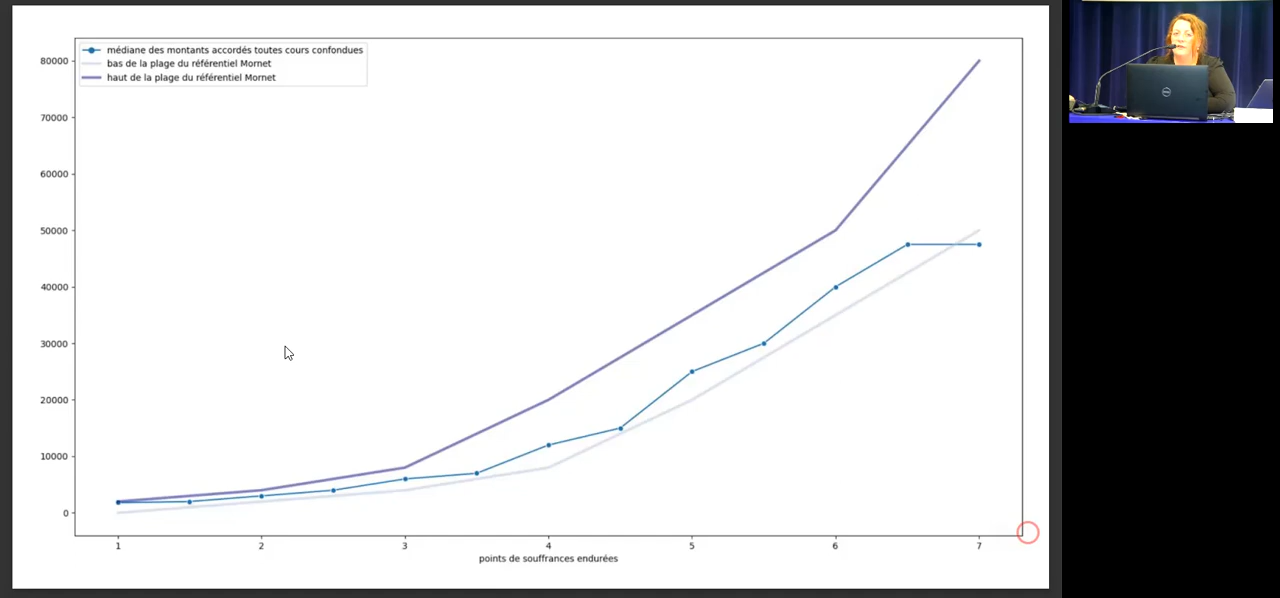 médiane des montants accordés toutes cours confondues
bas de la plage du référentiel Mornet
haut de la plage du référentiel Mornet
80000
70000
60000
50000
40000
30000
20000
10000
0
1 2 3 4 5 6 7
points de souffrances endurées
DELL